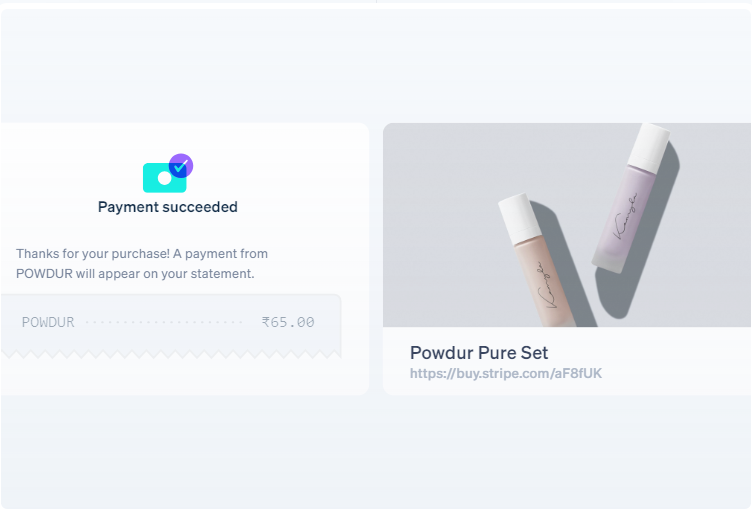 Payment succeeded
Thanks for your purchase! A payment from
POWDUR will appear on your statement.
POWDUR ₹65.00
Powdur Pure Set
https://buy.stripe.com/aF8fUK